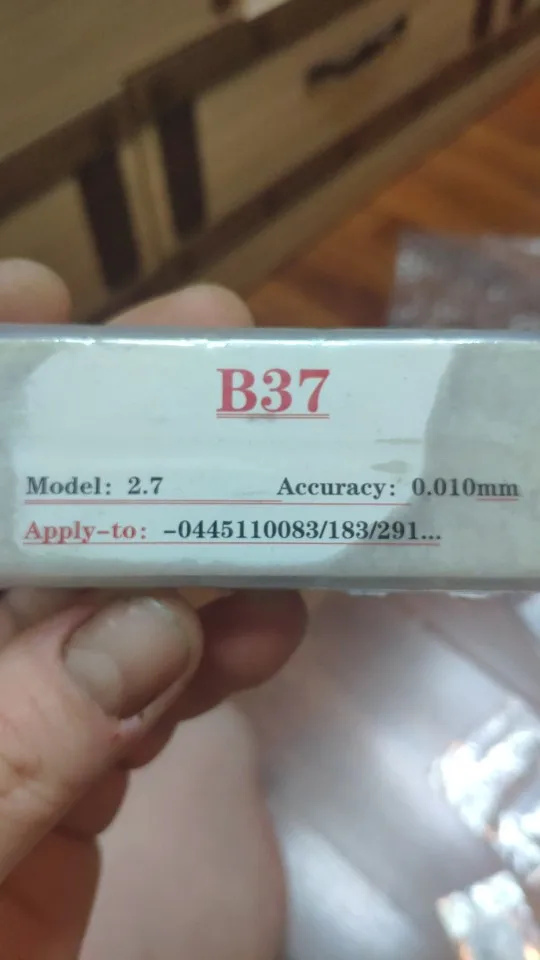 B37
Model: 2.7 Accuracy: 0.010mm
Apply-to: -0445110083/183/291...